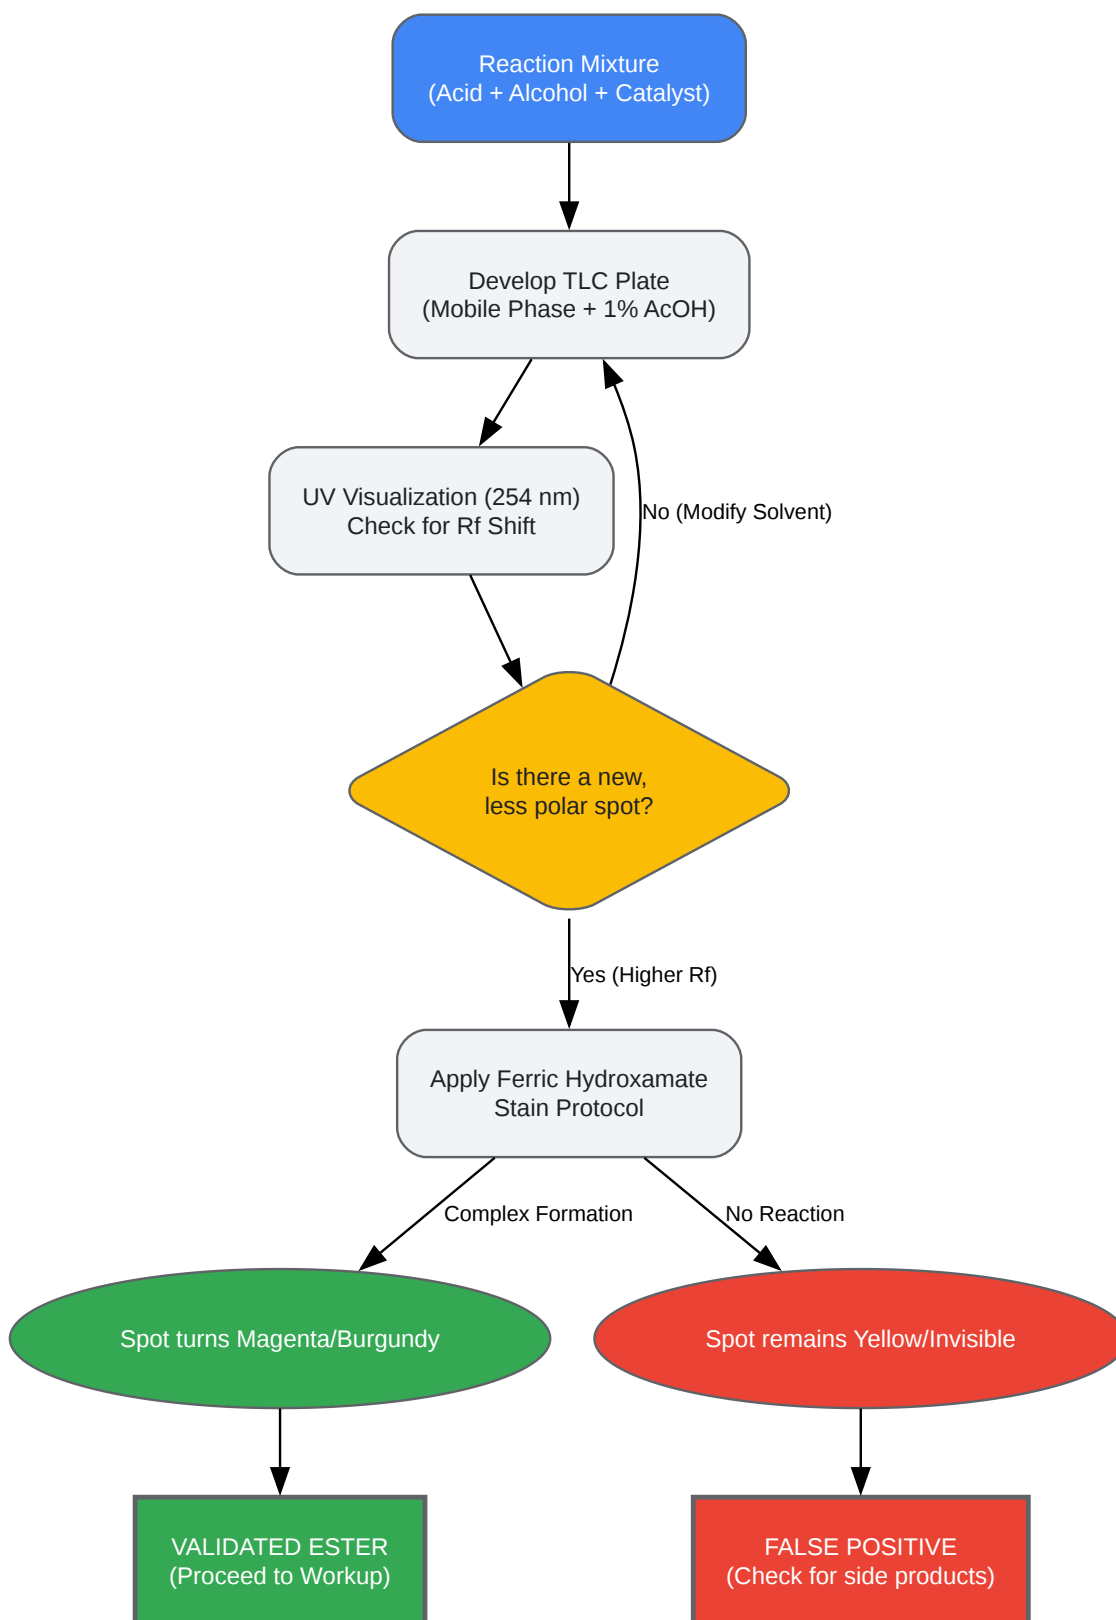 Reaction Mixture
(Acid + Alcohol + Catalyst)
Develop TLC Plate
(Mobile Phase + 1% AcOH)
UV Visualization (254 nm)
Check for Rf Shift
No (Modify Solvent)
Is there a new,
less polar spot?
Yes (Higher Rf)
Apply Ferric Hydroxamate
Stain Protocol
Complex Formation
No Reaction
Spot turns Magenta/Burgundy
Spot remains Yellow/Invisible
VALIDATED ESTER
(Proceed to Workup)
FALSE POSITIVE
(Check for side products)